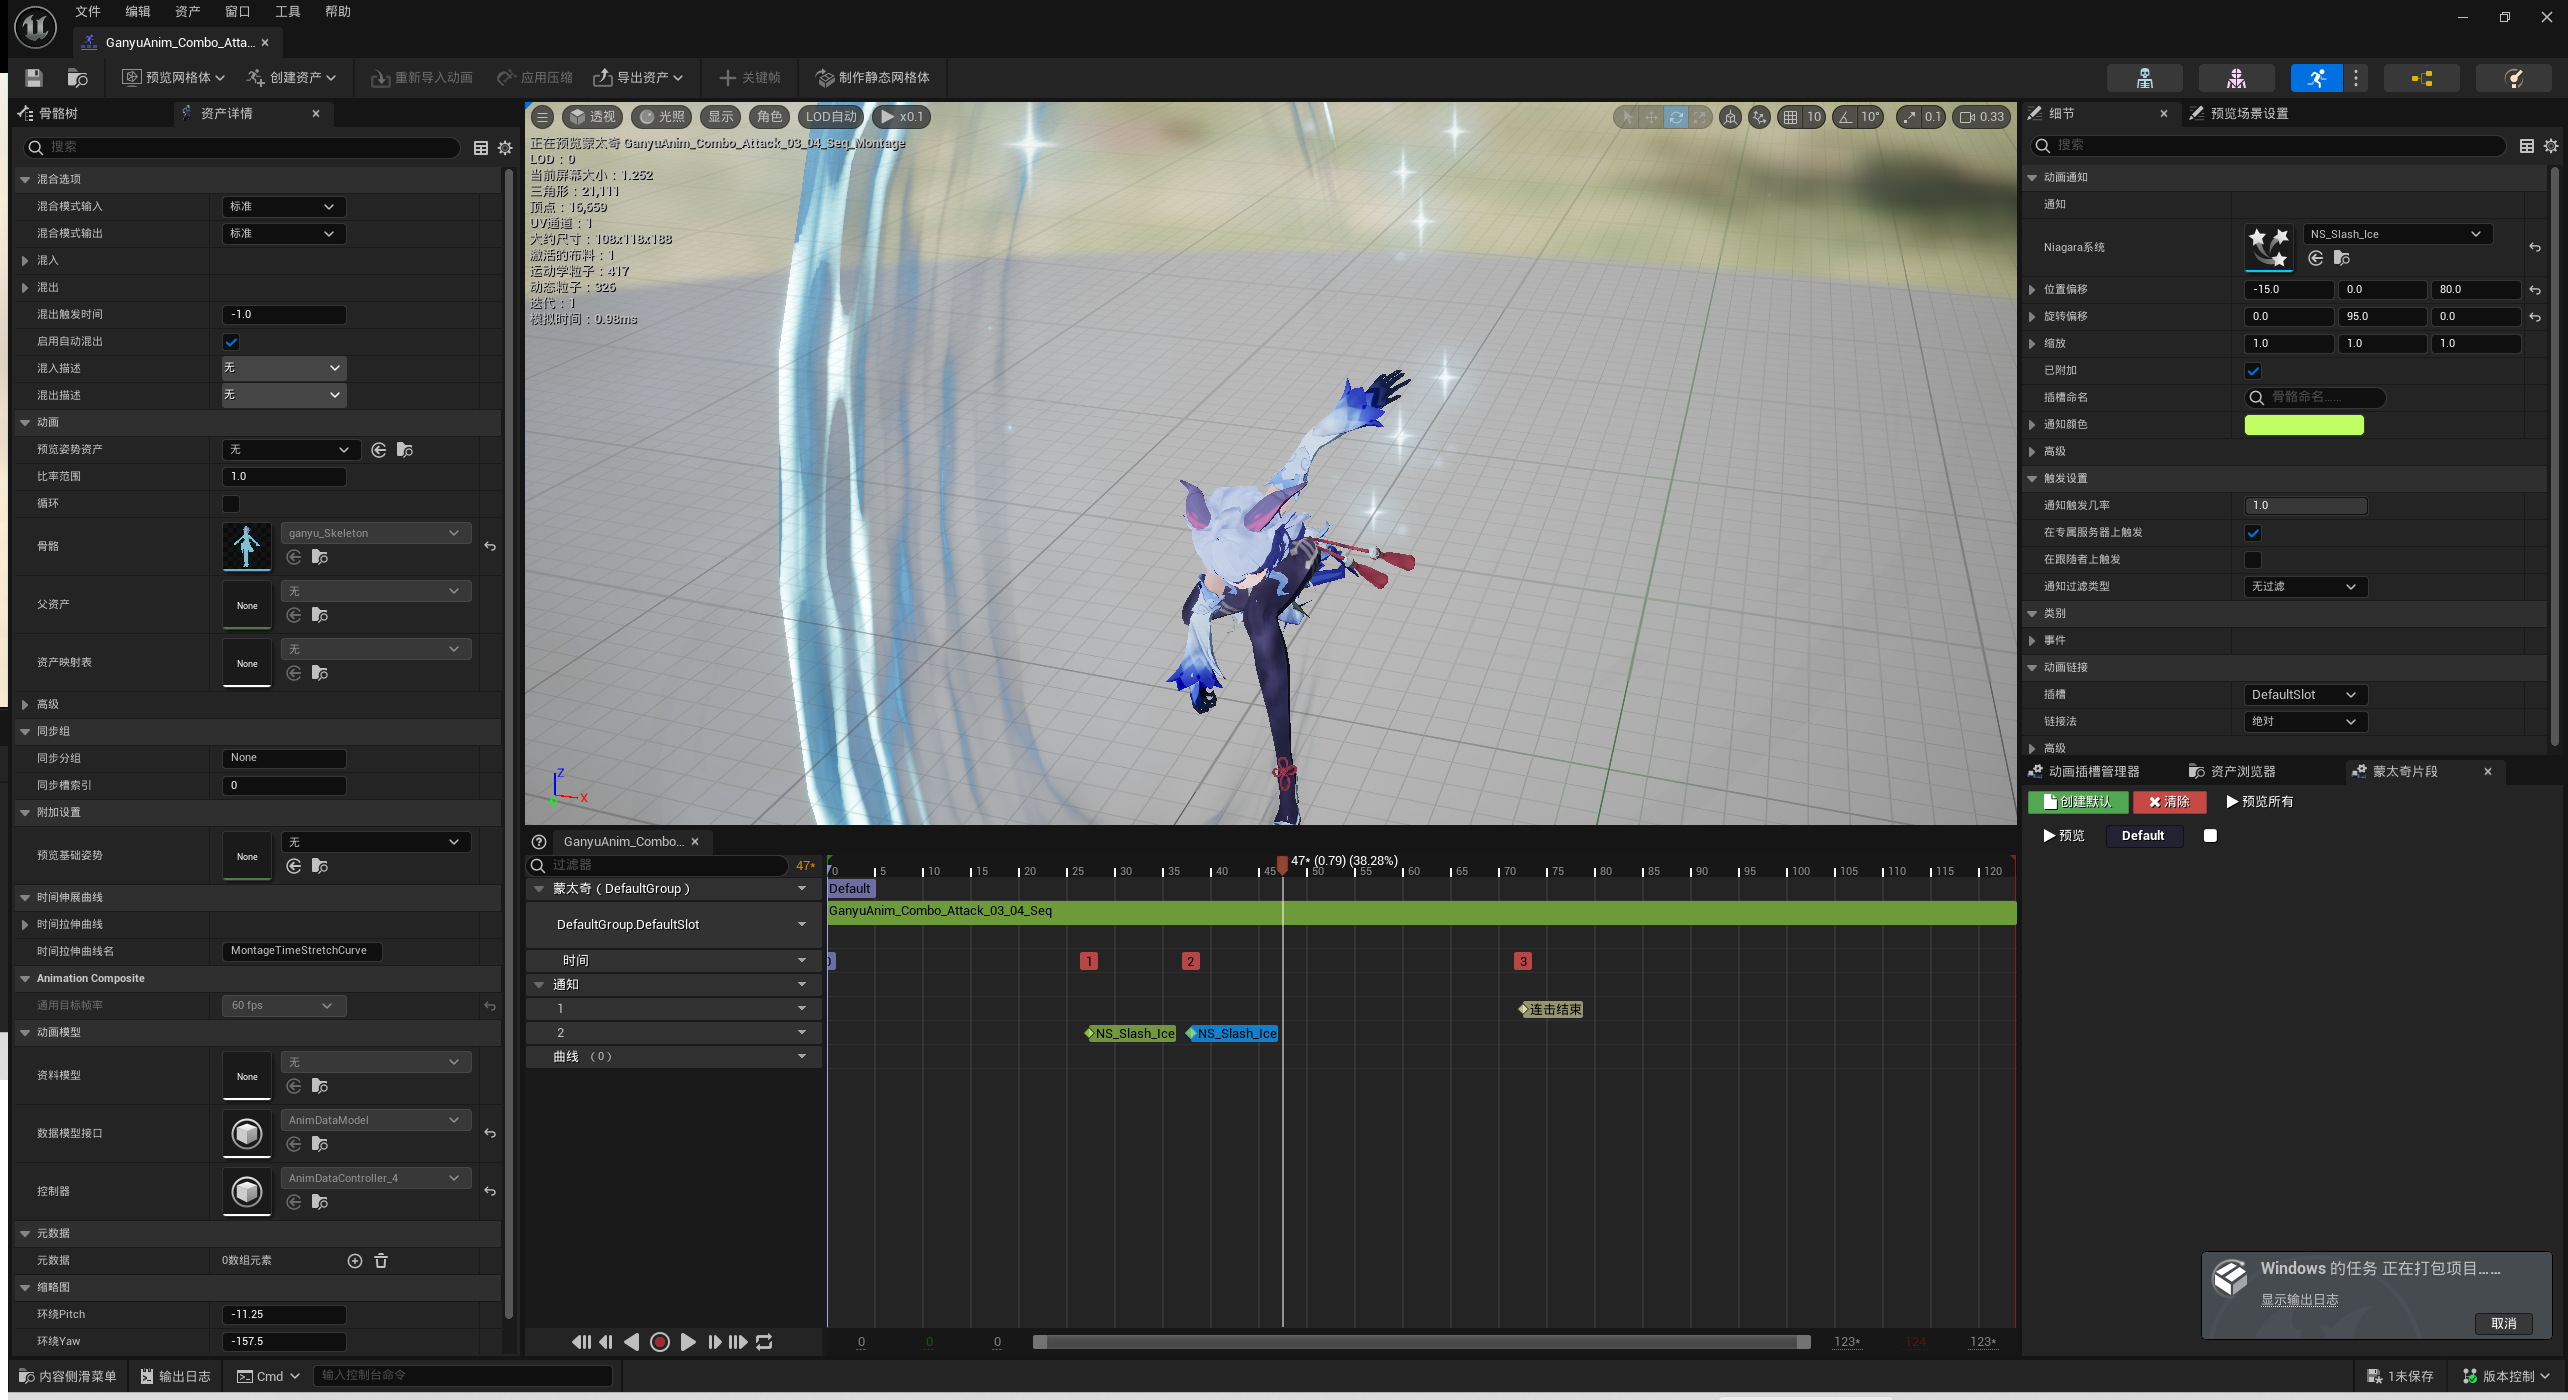 文件 编辑 资产 窗口 工具 帮助
GanyuAnim_Combo_Atta...
预览网格体 创建资产 重新导入动画 应用压缩 导出资产 关键帧 制作静态网格体
骨骼树 资产详情
搜索
混合选项
混合模式输入 标准
混合模式输出 标准
混入
混出
混出触发时间 -1.0
启用自动混出
混入描述 无
混出描述 无
动画
预览姿势资产 无
比率范围 1.0
循环
骨骼 ganyu_Skeleton
父资产 None 无
资产映射表 None 无
高级
同步组
同步分组 None
同步槽索引 0
附加设置
预览基础姿势 None 无
时间伸展曲线
时间拉伸曲线
时间拉伸曲线名 MontageTimeStretchCurve
Animation Composite
通用目标帧率 60 fps
动画模型
资料模型 None 无
数据模型接口 AnimDataModel
控制器 AnimDataController_4
元数据
元数据 0数组元素
缩略图
环绕Pitch -11.25
环绕Yaw -157.5
透视 光照 显示 角色 LOD自动 x0.1
10 10° 0.1 0.33
正在预览蒙太奇 GanyuAnim_Combo_Attack_03_04_Seq_Montage
LOD：0
当前屏幕大小：1.252
三角形：21,111
顶点：16,659
UV通道：1
大约尺寸：108x118x188
激活的布料：1
运动学粒子：417
动态粒子：326
迭代：1
模拟时间：0.98ms
Z
X
Y
GanyuAnim_Combo...
过滤器 47*
47* (0.79) (38.28%)
0 5 10 15 20 25 30 35 40 45 50 55 60 65 70 75 80 85 90 95 100 105 110 115 120
蒙太奇（DefaultGroup） Default
GanyuAnim_Combo_Attack_03_04_Seq
DefaultGroup.DefaultSlot
时间 1 2 3
通知
1 连击结束
2 NS_Slash_Ice NS_Slash_Ice
曲线 （0）
0 0 0 123* 124 123*
细节 预览场景设置
搜索
动画通知
通知
Niagara系统 NS_Slash_Ice
位置偏移 -15.0 0.0 80.0
旋转偏移 0.0 95.0 0.0
缩放 1.0 1.0 1.0
已附加
插槽命名 骨骼命名......
通知颜色
高级
触发设置
通知触发几率 1.0
在专属服务器上触发
在跟随者上触发
通知过滤类型 无过滤
类别
事件
动画链接
插槽 DefaultSlot
链接法 绝对
高级
动画插槽管理器 资产浏览器 蒙太奇片段
创建默认 清除 预览所有
预览 Default
Windows 的任务 正在打包项目......
显示输出日志
取消
内容侧滑菜单 输出日志 Cmd 输入控制台命令
1未保存 版本控制